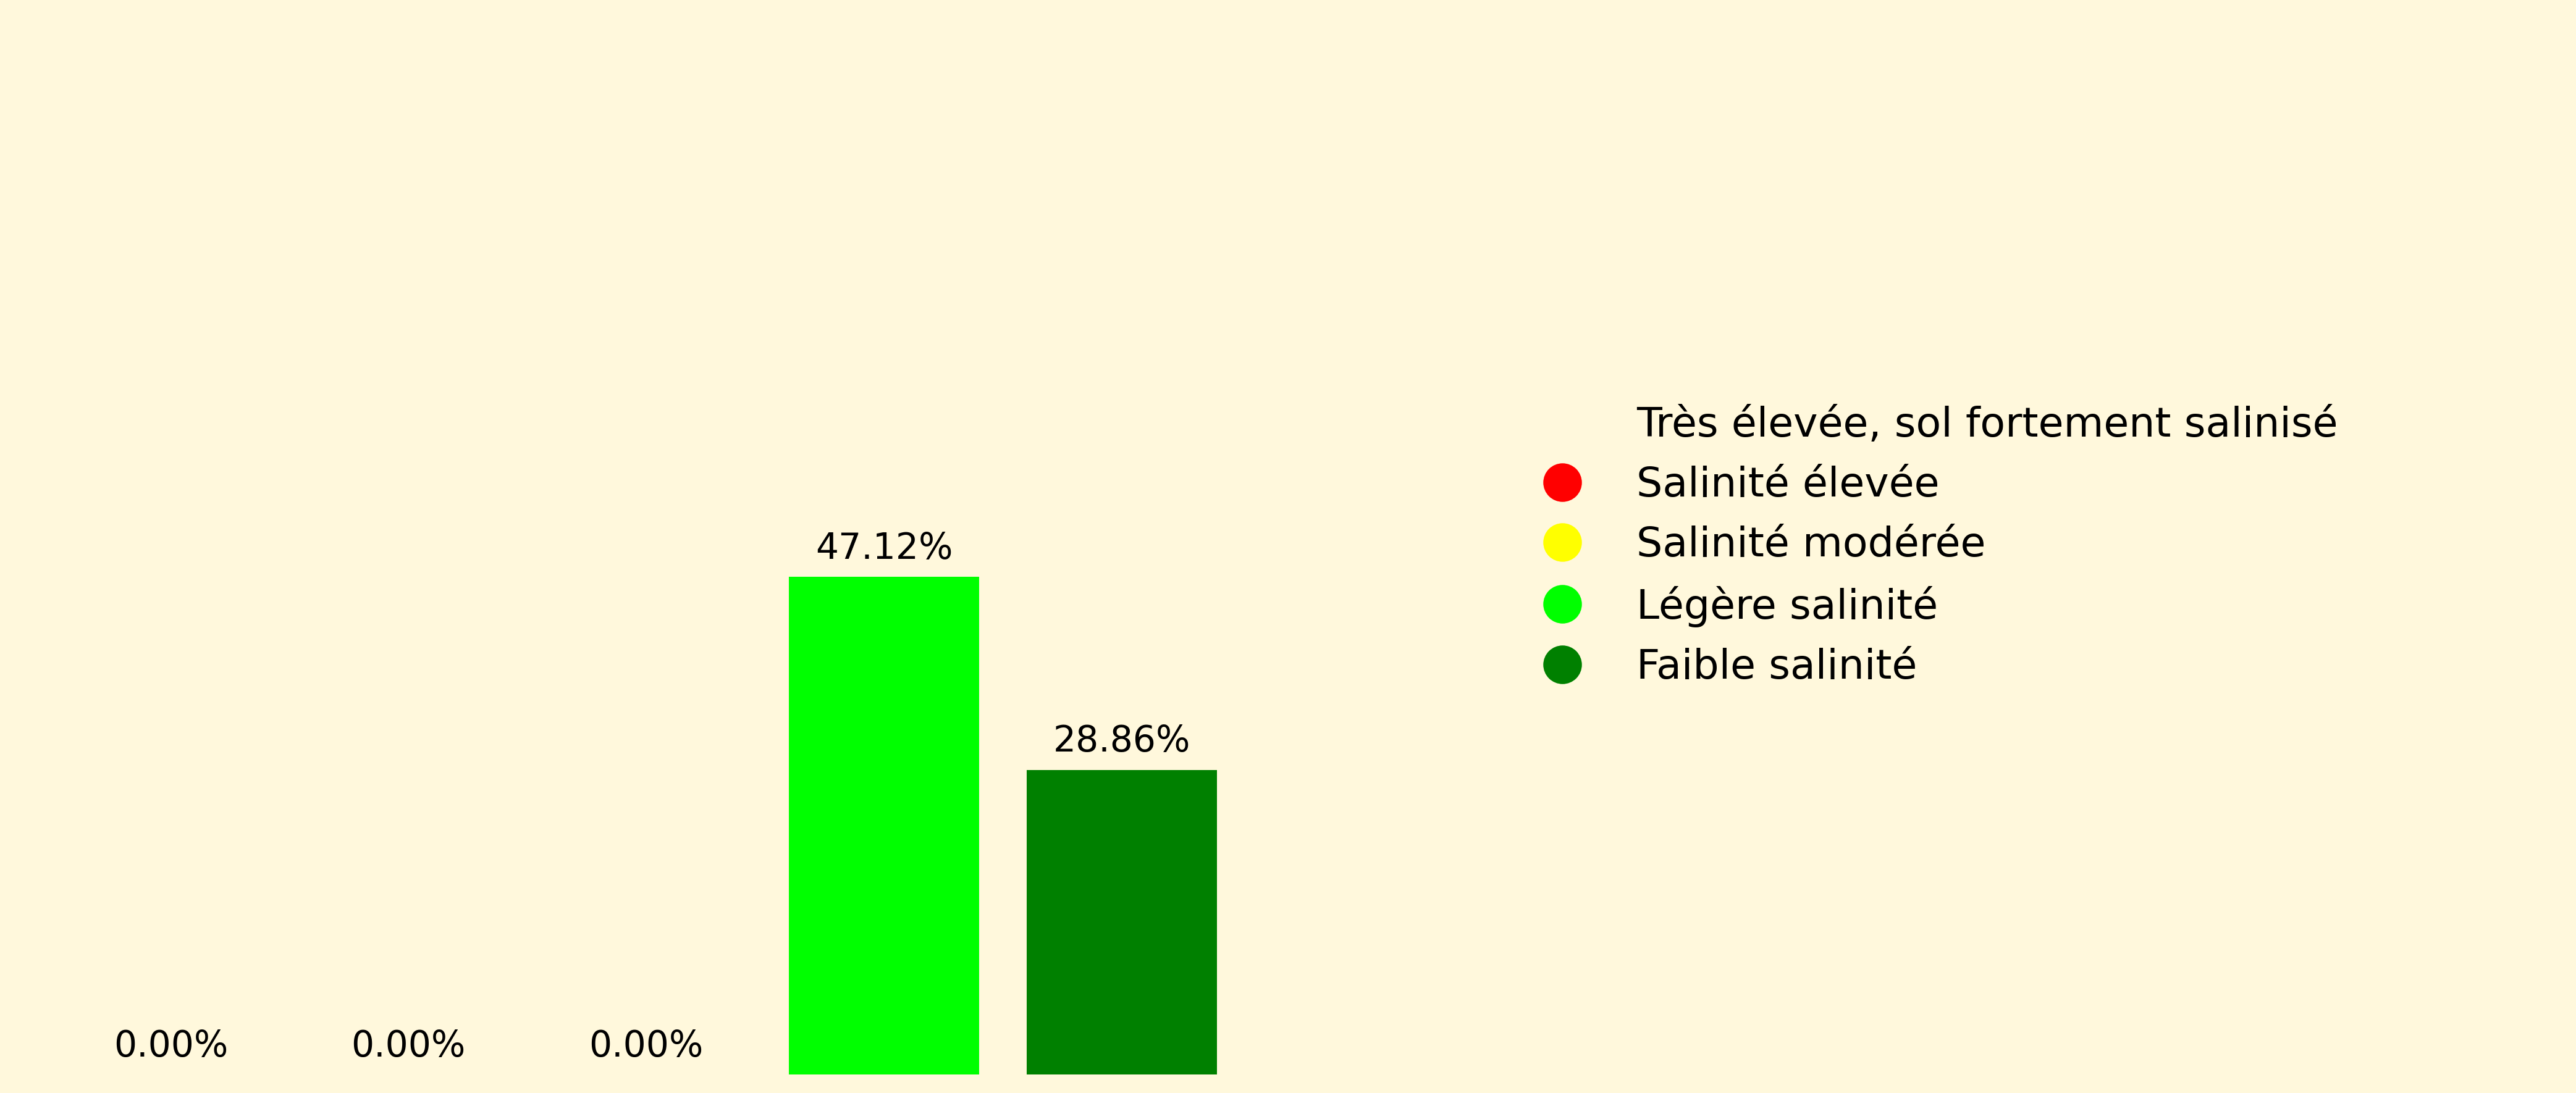 47.12%
28.86%
0.00%
0.00%
0.00%
Très élevée, sol fortement salinisé
Salinité élevée
Salinité modérée
Légère salinité
Faible salinité